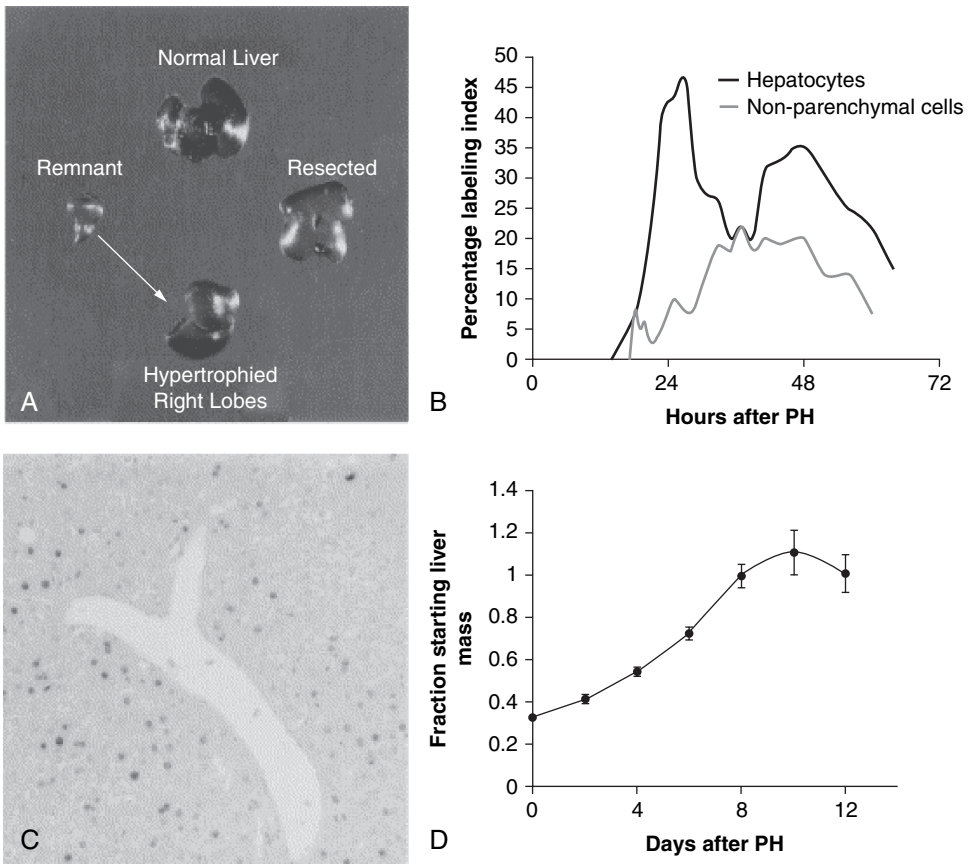 Normal Liver
Remnant
Resected
Hypertrophied
Right Lobes
A
50
45
40
35
30
25
20
15
10
5
0
Percentage labeling index
Hepatocytes
Non-parenchymal cells
0 24 48 72
Hours after PH
B
C
1.4
1.2
1
0.8
0.6
0.4
0.2
0
Fraction starting liver
mass
0 4 8 12
Days after PH
D